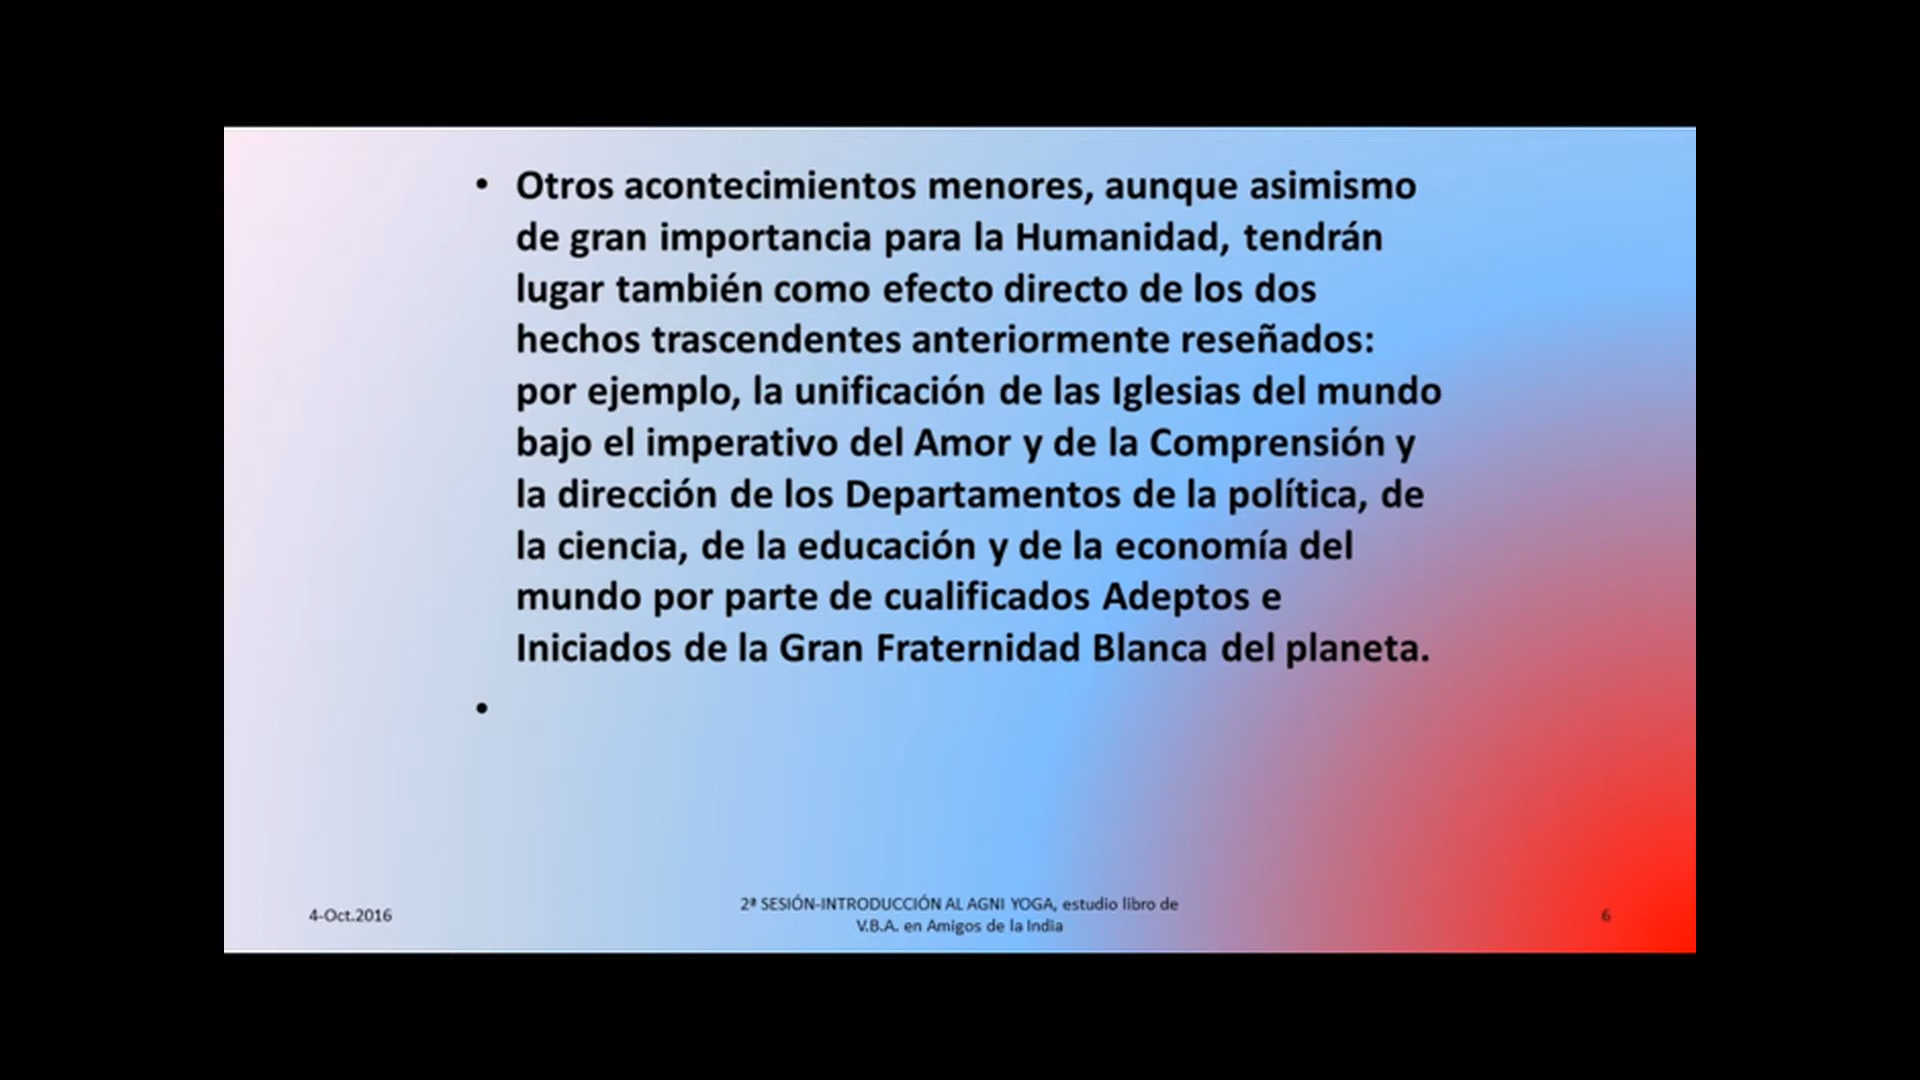 • Otros acontecimientos menores, aunque asimismo
de gran importancia para la Humanidad, tendrán
lugar también como efecto directo de los dos
hechos trascendentes anteriormente reseñados:
por ejemplo, la unificación de las Iglesias del mundo
bajo el imperativo del Amor y de la Comprensión y
la dirección de los Departamentos de la política, de
la ciencia, de la educación y de la economía del
mundo por parte de cualificados Adeptos e
Iniciados de la Gran Fraternidad Blanca del planeta.
•
4-Oct.2016
2ª SESIÓN-INTRODUCCIÓN AL AGNI YOGA, estudio libro de
V.B.A. en Amigos de la India
6